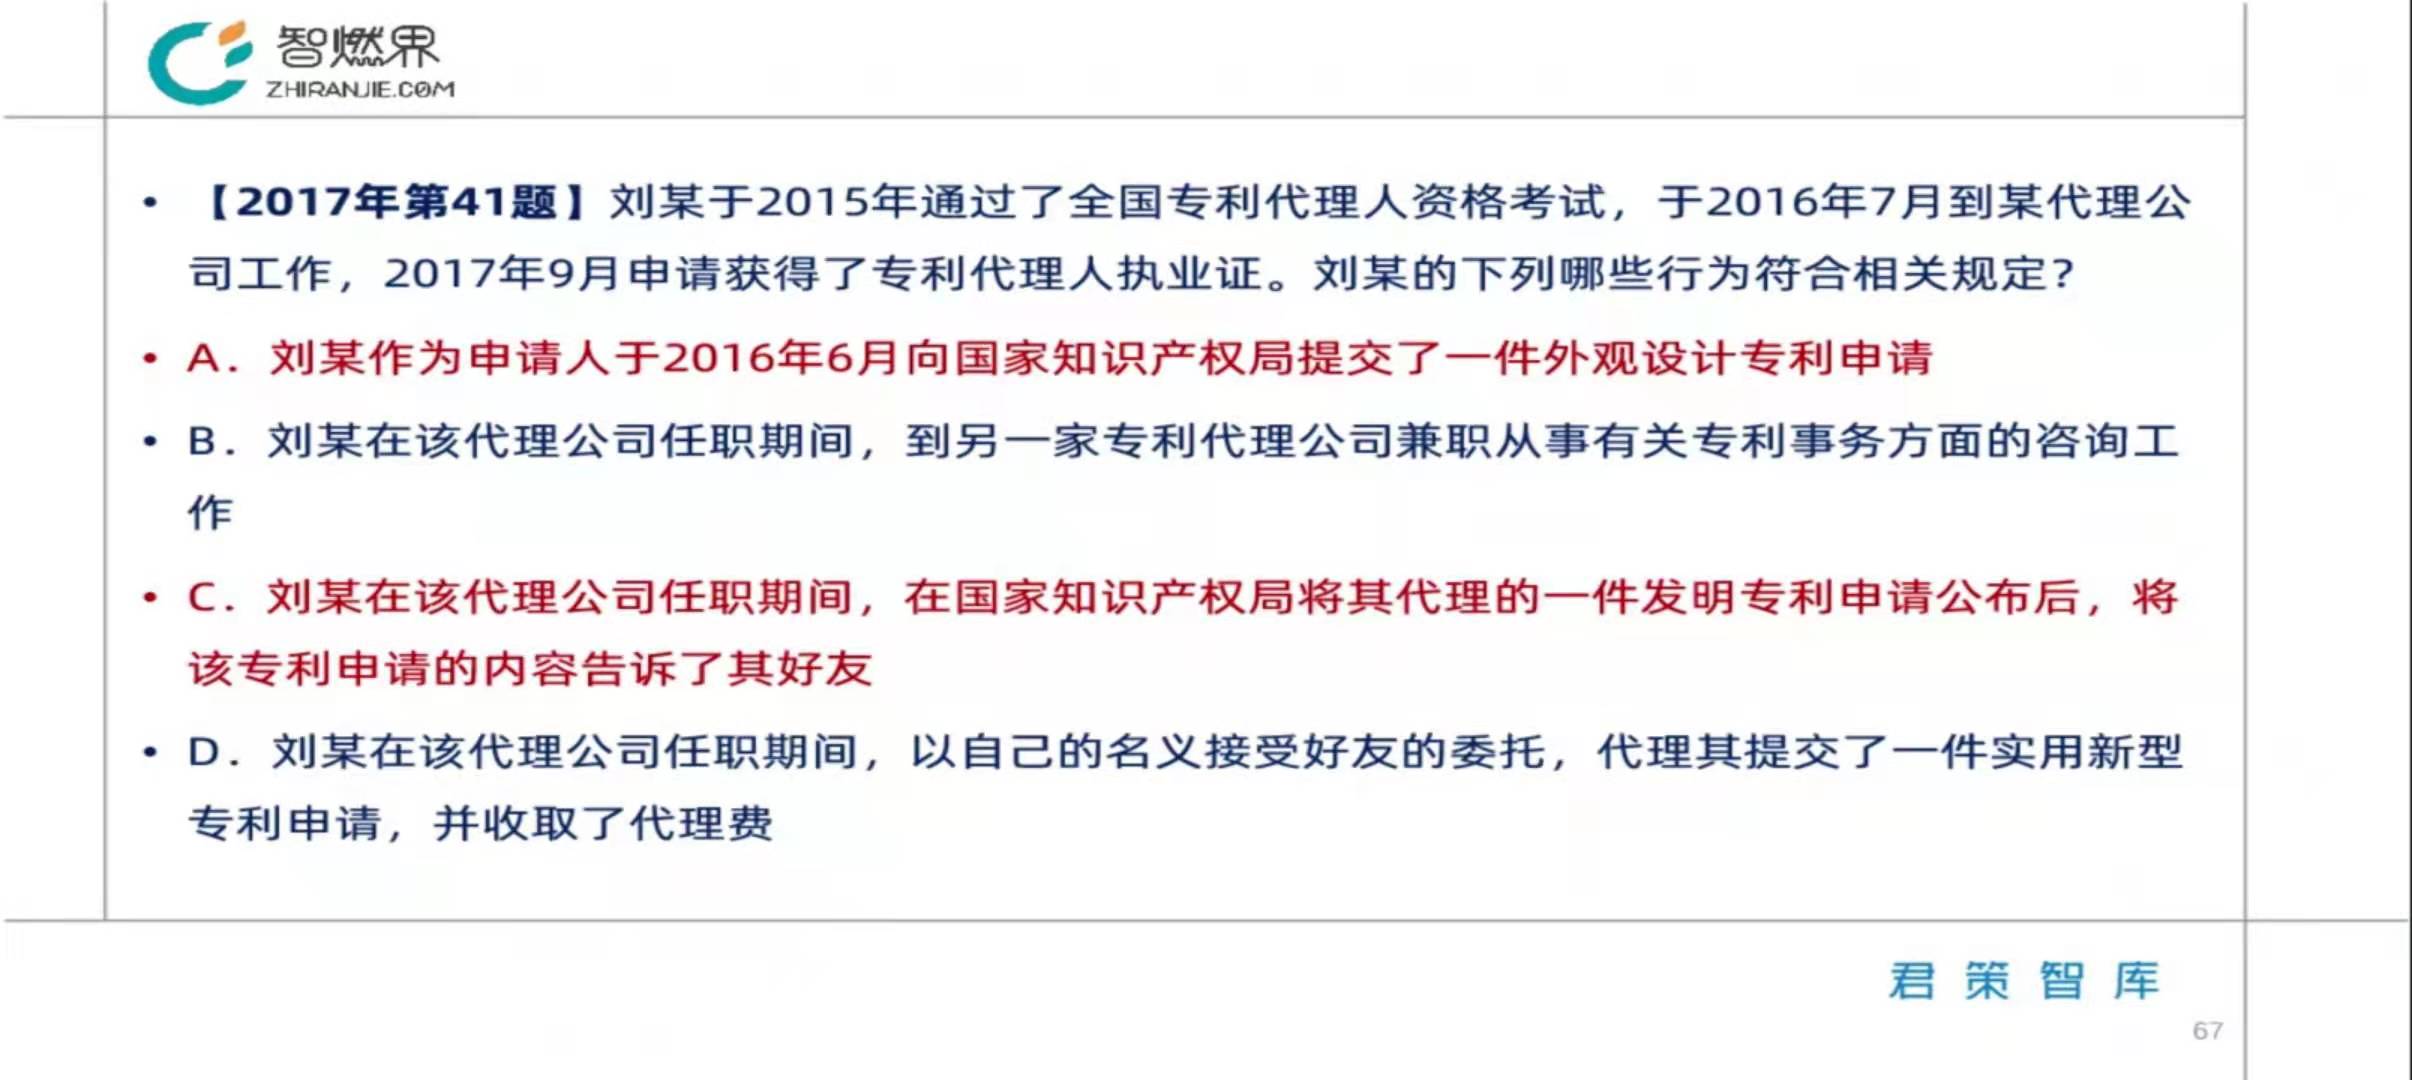 智燃界
ZHIRANJIE.COM
• 【2017年第41题】刘某于2015年通过了全国专利代理人资格考试，于2016年7月到某代理公
司工作，2017年9月申请获得了专利代理人执业证。刘某的下列哪些行为符合相关规定？
• A．刘某作为申请人于2016年6月向国家知识产权局提交了一件外观设计专利申请
• B．刘某在该代理公司任职期间，到另一家专利代理公司兼职从事有关专利事务方面的咨询工
作
• C．刘某在该代理公司任职期间，在国家知识产权局将其代理的一件发明专利申请公布后，将
该专利申请的内容告诉了其好友
• D．刘某在该代理公司任职期间，以自己的名义接受好友的委托，代理其提交了一件实用新型
专利申请，并收取了代理费
君策智库
67